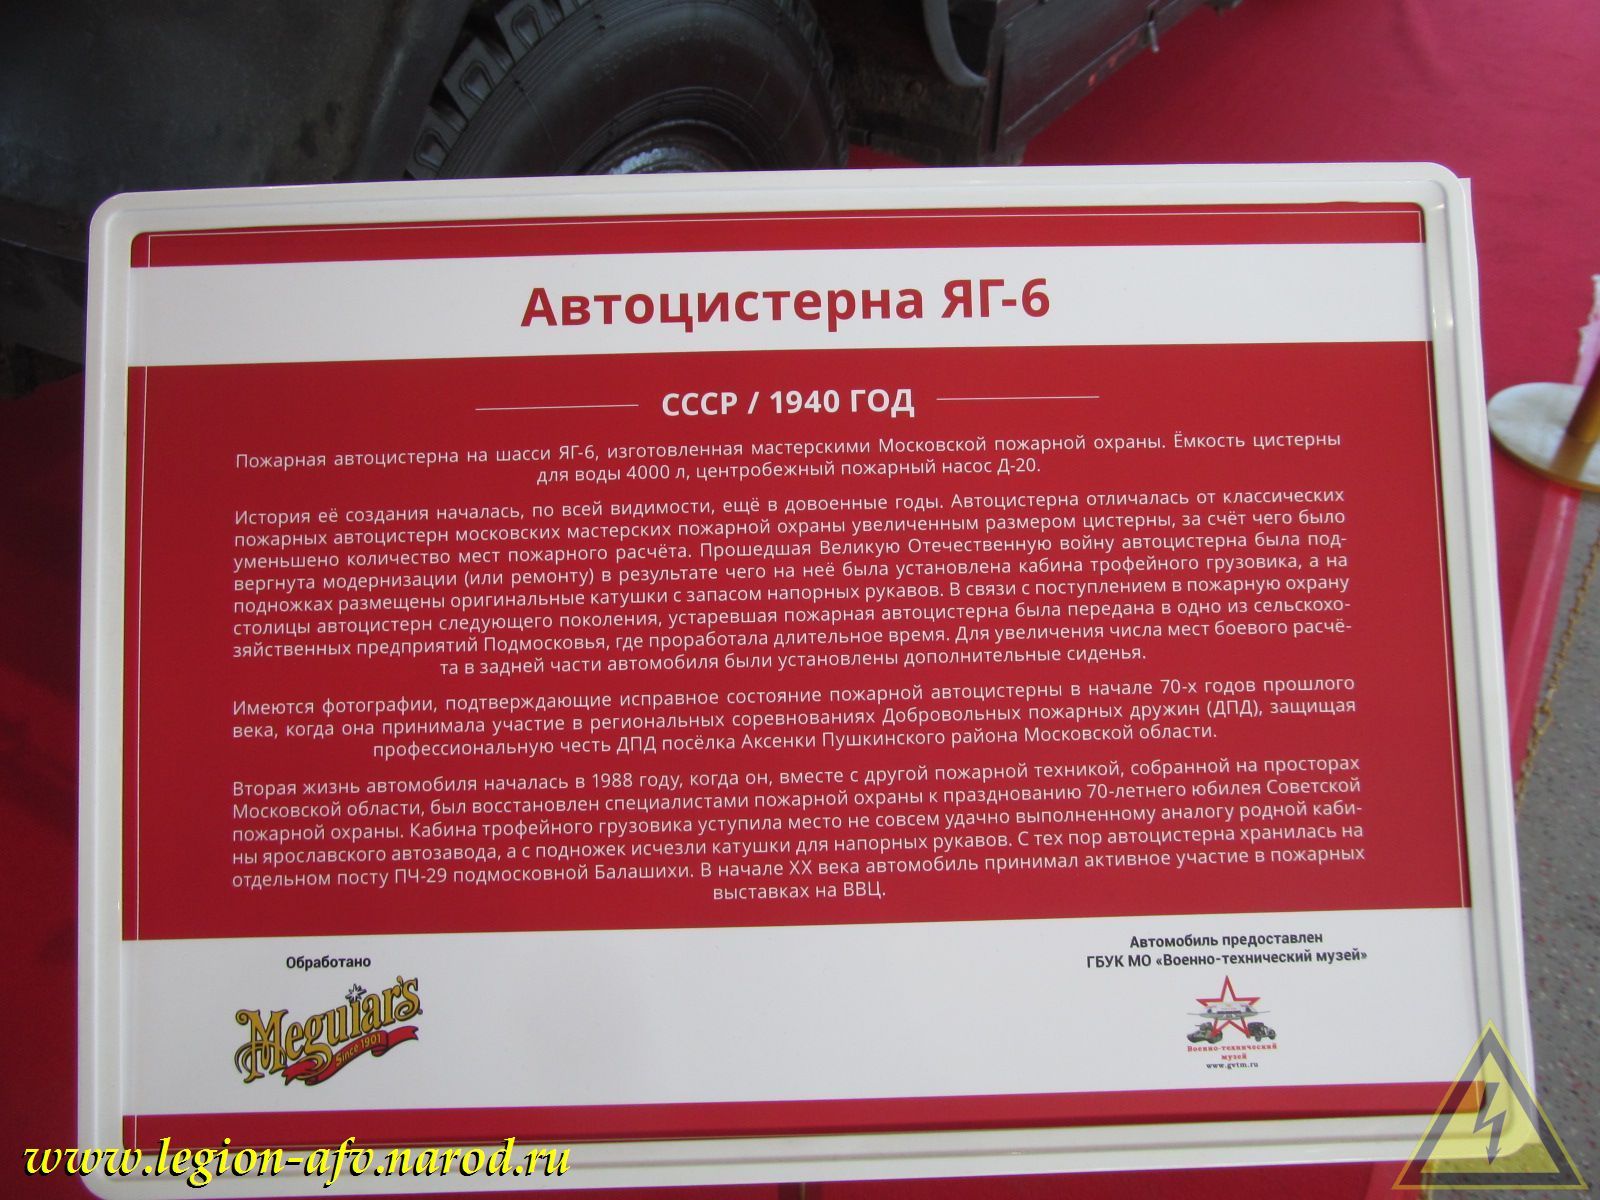 Автоцистерна ЯГ-6
СССР / 1940 ГОД
Пожарная автоцистерна на шасси ЯГ-6, изготовленная мастерскими Московской пожарной охраны. Ёмкость цистерны
для воды 4000 л, центробежный пожарный насос Д-20.
История её создания началась, по всей видимости, ещё в довоенные годы. Автоцистерна отличалась от классических
пожарных автоцистерн московских мастерских пожарной охраны увеличенным размером цистерны, за счёт чего было
уменьшено количество мест пожарного расчёта. Прошедшая Великую Отечественную войну автоцистерна была под-
вергнута модернизации (или ремонту) в результате чего на неё была установлена кабина трофейного грузовика, а на
подножках размещены оригинальные катушки с запасом напорных рукавов. В связи с поступлением в пожарную охрану
столицы автоцистерн следующего поколения, устаревшая пожарная автоцистерна была передана в одно из сельскохо-
зяйственных предприятий Подмосковья, где проработала длительное время. Для увеличения числа мест боевого расчё-
та в задней части автомобиля были установлены дополнительные сиденья.
Имеются фотографии, подтверждающие исправное состояние пожарной автоцистерны в начале 70-х годов прошлого
века, когда она принимала участие в региональных соревнованиях Добровольных пожарных дружин (ДПД), защищая
профессиональную честь ДПД посёлка Аксенки Пушкинского района Московской области.
Вторая жизнь автомобиля началась в 1988 году, когда он, вместе с другой пожарной техникой, собранной на просторах
Московской области, был восстановлен специалистами пожарной охраны к празднованию 70-летнего юбилея Советской
пожарной охраны. Кабина трофейного грузовика уступила место не совсем удачно выполненному аналогу родной каби-
ны ярославского автозавода, а с подножек исчезли катушки для напорных рукавов. С тех пор автоцистерна хранилась на
отдельном посту ПЧ-29 подмосковной Балашихи. В начале XX века автомобиль принимал активное участие в пожарных
выставках на ВВЦ.
Обработано
Meguiar's
Since 1901
Автомобиль предоставлен
ГБУК МО «Военно-технический музей»
Военно-технический
музей
www.gvtm.ru
www.legion-afv.narod.ru